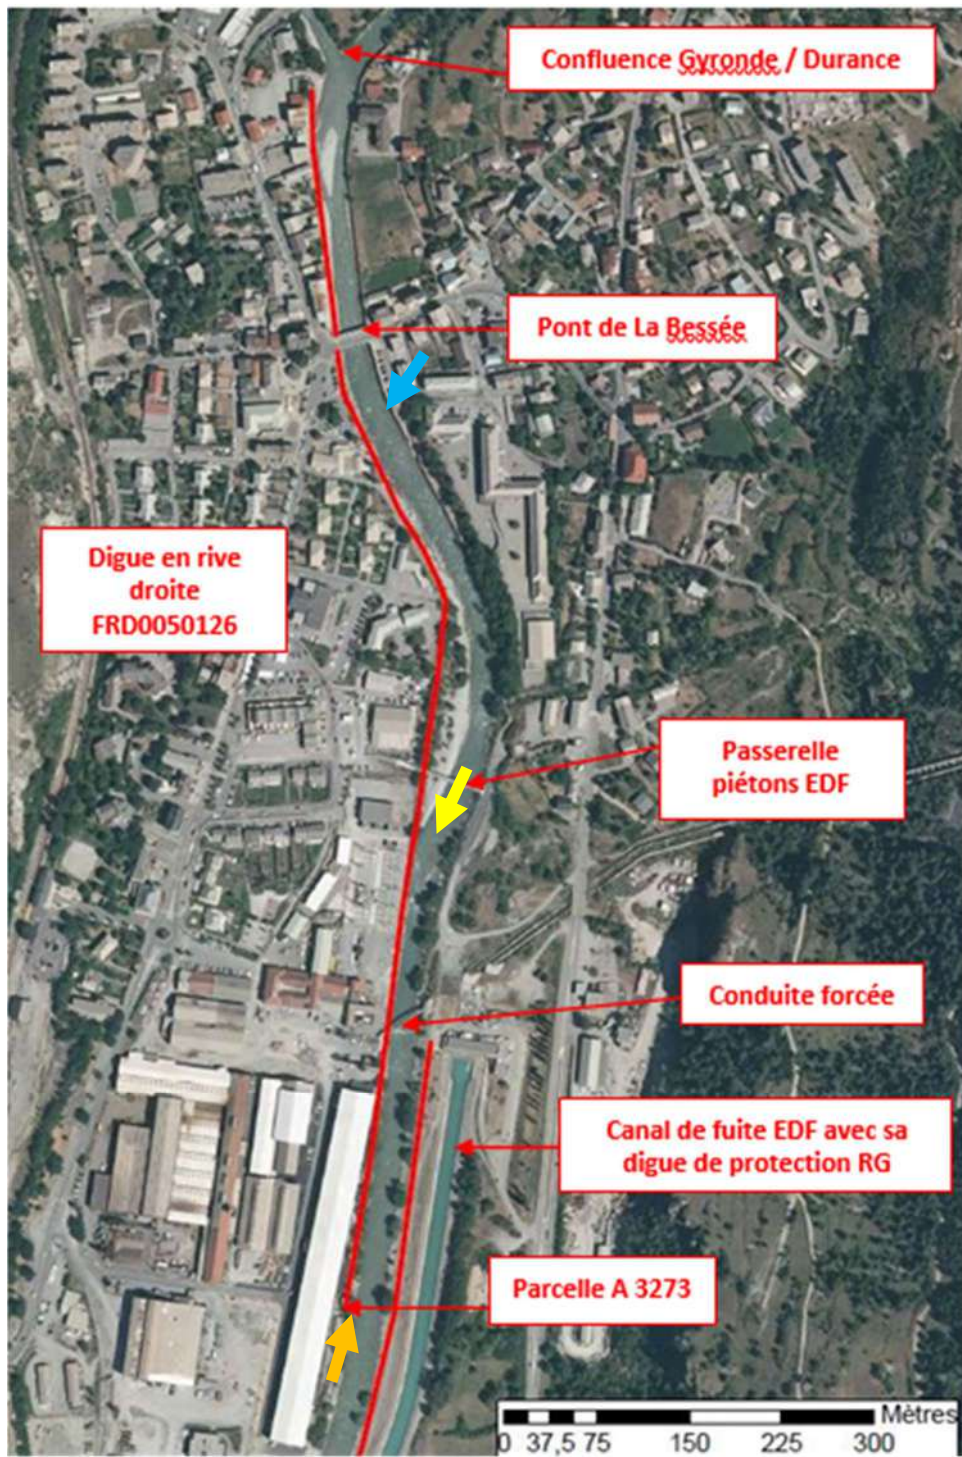 Confluence Gyronde / Durance
Pont de La Bessée
Digue en rive
droite
FRD0050126
Passerelle
piétons EDF
Conduite forcée
Canal de fuite EDF avec sa
digue de protection RG
Parcelle A 3273
Mètres
0 37,5 75 150 225 300